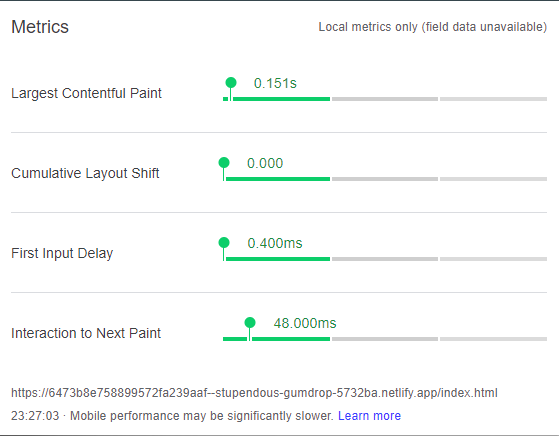 Metrics
Local metrics only (field data unavailable)
Largest Contentful Paint
0.151s
Cumulative Layout Shift
0.000
First Input Delay
0.400ms
Interaction to Next Paint
48.000ms
https://6473b8e758899572fa239aaf--stupendous-gumdrop-5732ba.netlify.app/index.html
23:27:03 · Mobile performance may be significantly slower. Learn more